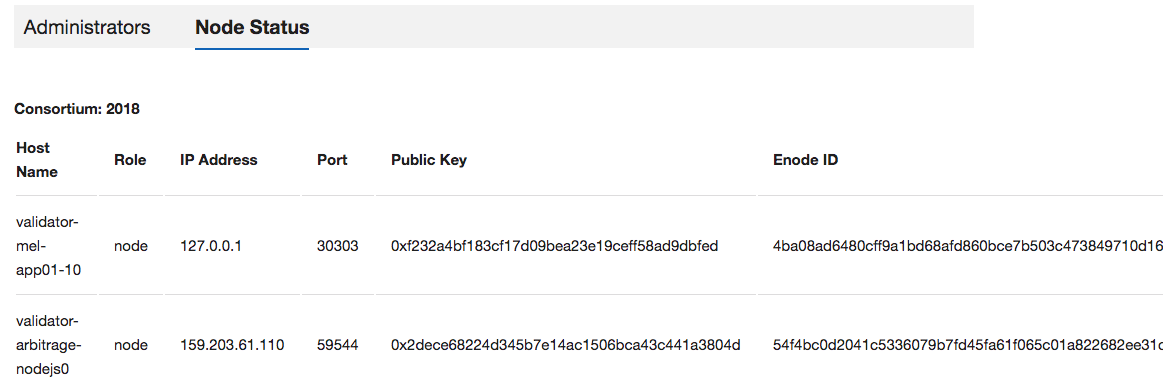 Administrators Node Status
Consortium: 2018
Host Name Role IP Address Port Public Key Enode ID
validator-mel-app01-10 node 127.0.0.1 30303 0xf232a4bf183cf17d09bea23e19ceff58ad9dbfed 4ba08ad6480cff9a1bd68afd860bce7b503c473849710d16
validator-arbitrage-nodejs0 node 159.203.61.110 59544 0x2dece68224d345b7e14ac1506bca43c441a3804d 54f4bc0d2041c5336079b7fd45fa61f065c01a822682ee31c